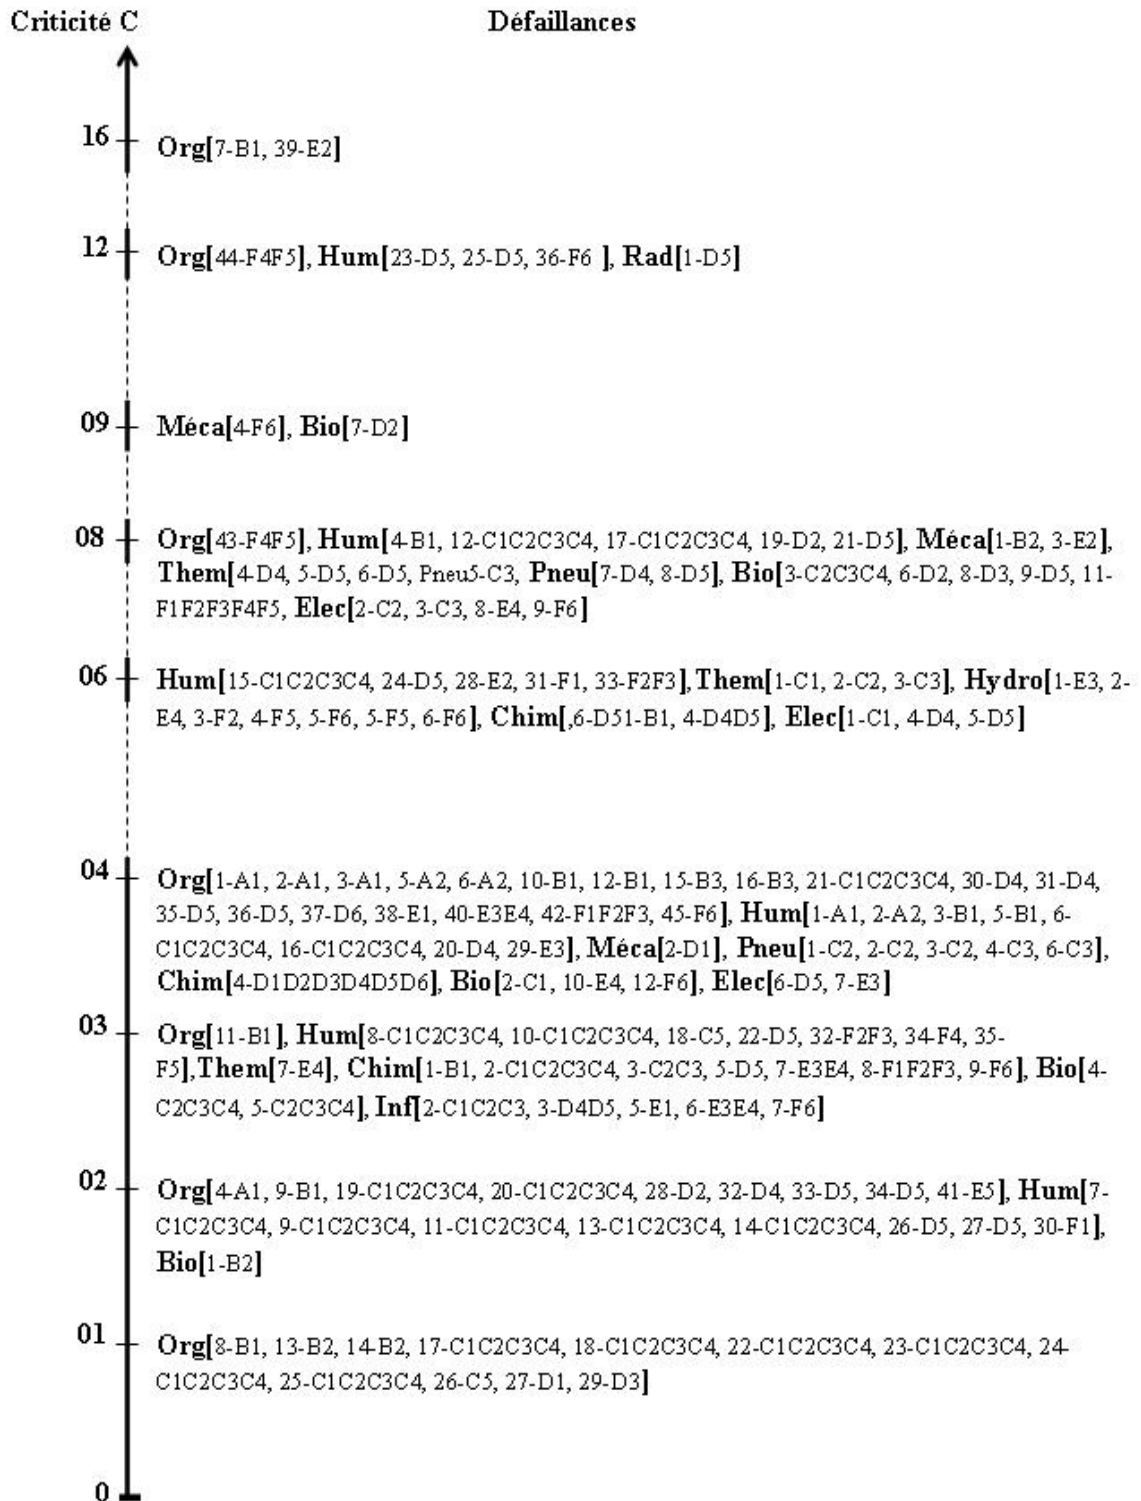 Criticité C Défaillances
16 Org[7-B1, 39-E2]
12 Org[44-F4F5], Hum[23-D5, 25-D5, 36-F6 ], Rad[1-D5]
09 Méca[4-F6], Bio[7-D2]
08 Org[43-F4F5], Hum[4-B1, 12-C1C2C3C4, 17-C1C2C3C4, 19-D2, 21-D5], Méca[1-B2, 3-E2],
Them[4-D4, 5-D5, 6-D5, Pneu5-C3, Pneu[7-D4, 8-D5], Bio[3-C2C3C4, 6-D2, 8-D3, 9-D5, 11-
F1F2F3F4F5, Elec[2-C2, 3-C3, 8-E4, 9-F6]
06 Hum[15-C1C2C3C4, 24-D5, 28-E2, 31-F1, 33-F2F3],Them[1-C1, 2-C2, 3-C3], Hydro[1-E3, 2-
E4, 3-F2, 4-F5, 5-F6, 5-F5, 6-F6], Chim[,6-D51-B1, 4-D4D5], Elec[1-C1, 4-D4, 5-D5]
04 Org[1-A1, 2-A1, 3-A1, 5-A2, 6-A2, 10-B1, 12-B1, 15-B3, 16-B3, 21-C1C2C3C4, 30-D4, 31-D4,
35-D5, 36-D5, 37-D6, 38-E1, 40-E3E4, 42-F1F2F3, 45-F6], Hum[1-A1, 2-A2, 3-B1, 5-B1, 6-
C1C2C3C4, 16-C1C2C3C4, 20-D4, 29-E3], Méca[2-D1], Pneu[1-C2, 2-C2, 3-C2, 4-C3, 6-C3],
Chim[4-D1D2D3D4D5D6], Bio[2-C1, 10-E4, 12-F6], Elec[6-D5, 7-E3]
03 Org[11-B1], Hum[8-C1C2C3C4, 10-C1C2C3C4, 18-C5, 22-D5, 32-F2F3, 34-F4, 35-
F5],Them[7-E4], Chim[1-B1, 2-C1C2C3C4, 3-C2C3, 5-D5, 7-E3E4, 8-F1F2F3, 9-F6], Bio[4-
C2C3C4, 5-C2C3C4], Inf[2-C1C2C3, 3-D4D5, 5-E1, 6-E3E4, 7-F6]
02 Org[4-A1, 9-B1, 19-C1C2C3C4, 20-C1C2C3C4, 28-D2, 32-D4, 33-D5, 34-D5, 41-E5], Hum[7-
C1C2C3C4, 9-C1C2C3C4, 11-C1C2C3C4, 13-C1C2C3C4, 14-C1C2C3C4, 26-D5, 27-D5, 30-F1],
Bio[1-B2]
01 Org[8-B1, 13-B2, 14-B2, 17-C1C2C3C4, 18-C1C2C3C4, 22-C1C2C3C4, 23-C1C2C3C4, 24-
C1C2C3C4, 25-C1C2C3C4, 26-C5, 27-D1, 29-D3]
0